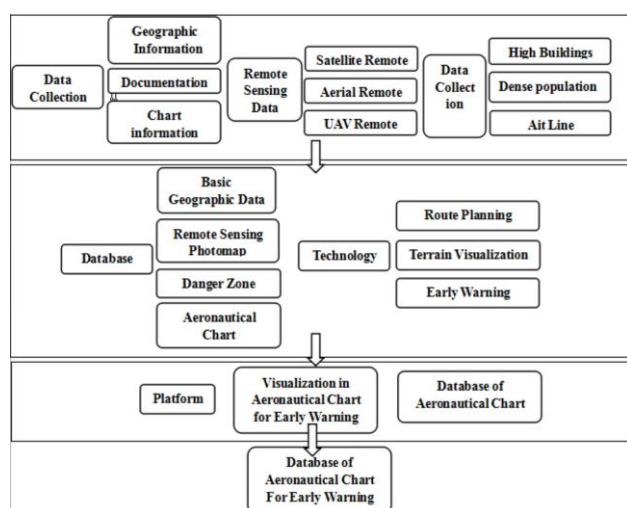 Geographic
Information
Data
Collection
Documentation
Chart
information
Remote
Sensing
Data
Satellite Remote
Aerial Remote
UAV Remote
Data
Collect
ion
High Buildings
Dense population
Ait Line
Basic
Geographic Data
Remote Sensing
Photomap
Database
Danger Zone
Aeronautical
Chart
Technology
Route Planning
Terrain Visualization
Early Warning
Platform
Visualization in
Aeronautical Chart
for Early Warning
Database of
Aeronautical Chart
Database of
Aeronautical Chart
For Early Warning